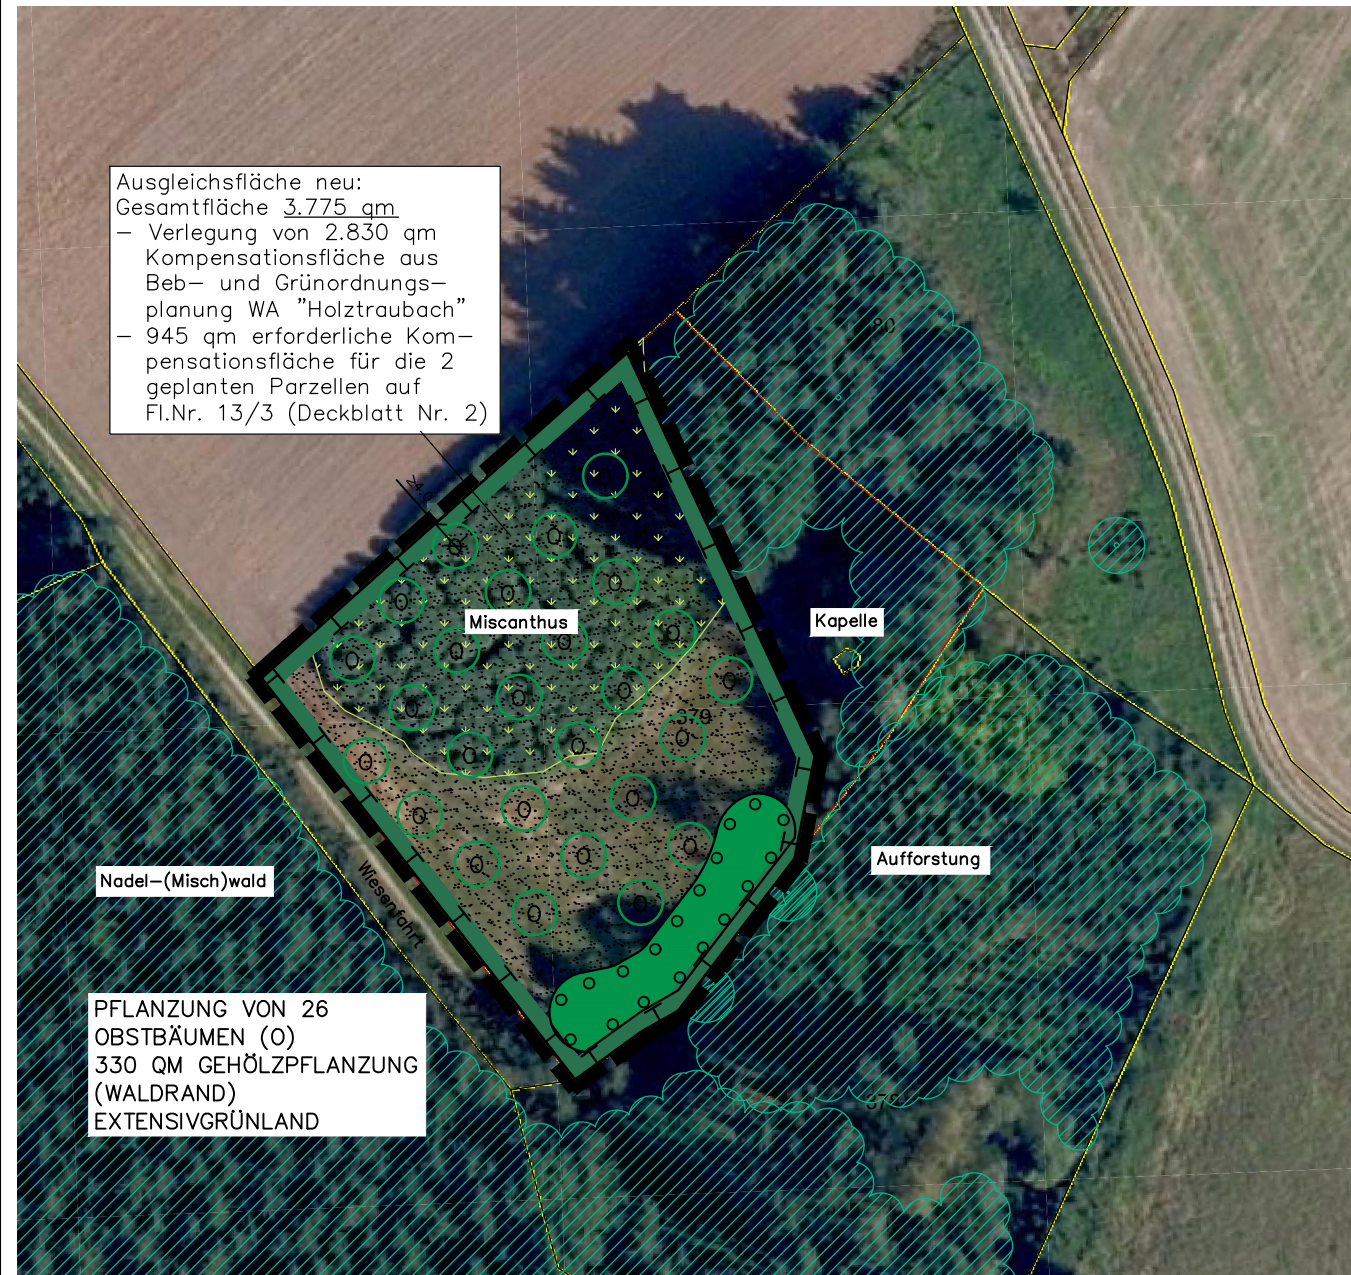 Ausgleichsfläche neu:
Gesamtfläche 3.775 qm
– Verlegung von 2.830 qm
Kompensationsfläche aus
Beb– und Grünordnungs–
planung WA "Holztraubach"
– 945 qm erforderliche Kom–
pensationsfläche für die 2
geplanten Parzellen auf
Fl.Nr. 13/3 (Deckblatt Nr. 2)
Miscanthus
Kapelle
379
Aufforstung
Nadel–(Misch)wald
Wiesenfahrt
PFLANZUNG VON 26
OBSTBÄUMEN (O)
330 QM GEHÖLZPFLANZUNG
(WALDRAND)
EXTENSIVGRÜNLAND